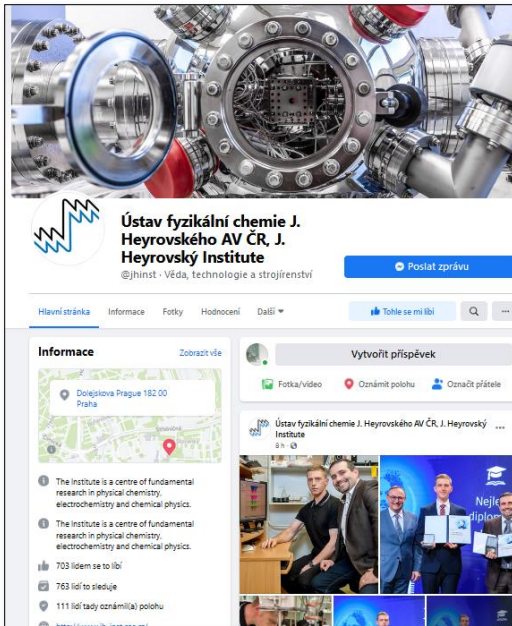 Ústav fyzikální chemie J.
Heyrovského AV ČR, J.
Heyrovský Institute
@jhinst · Věda, technologie a strojírenství
Poslat zprávu
Hlavní stránka Informace Fotky Hodnocení Další
Tohle se mi líbí
Informace
Zobrazit vše
Dolejskova Prague 182 00
Praha
The Institute is a centre of fundamental
research in physical chemistry,
electrochemistry and chemical physics.
The Institute is a centre of fundamental
research in physical chemistry,
electrochemistry and chemical physics.
703 lidem se to líbí
763 lidí to sleduje
111 lidí tady oznámil(a) polohu
Vytvořit příspěvek
Fotka/video Oznámit polohu Označit přátele
Ústav fyzikální chemie J. Heyrovského AV ČR, J. Heyrovský
Institute
8 h ·